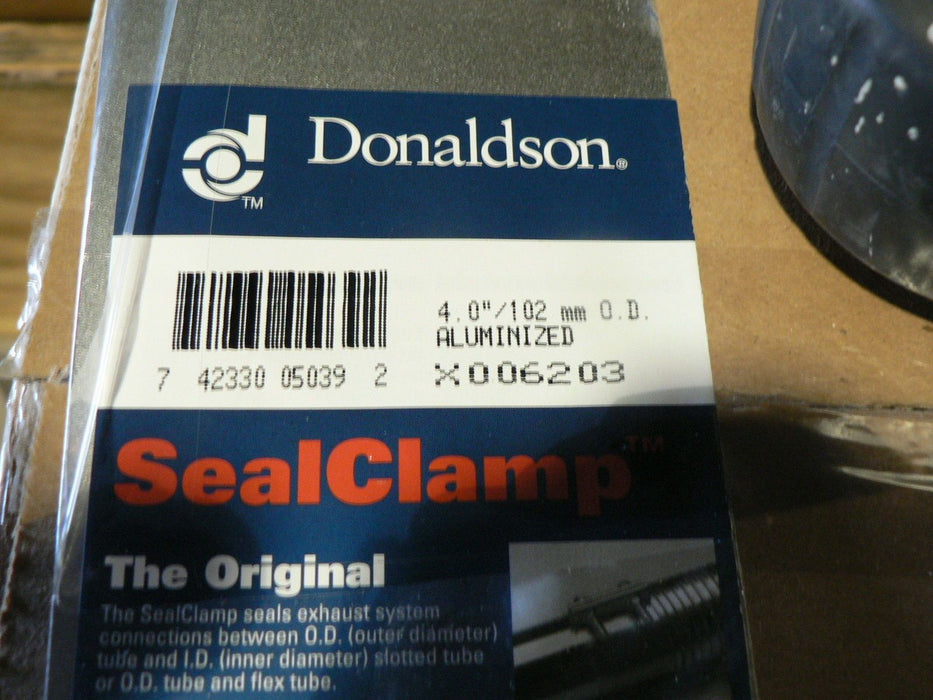 Donaldson®
TM
4.0"/102 mm O.D.
ALUMINIZED
7 42330 05039 2
X006203
SealClamp™
The Original
The SealClamp seals exhaust system
connections between O.D. (outer diameter)
tube and I.D. (inner diameter) slotted tube
or O.D. tube and flex tube.